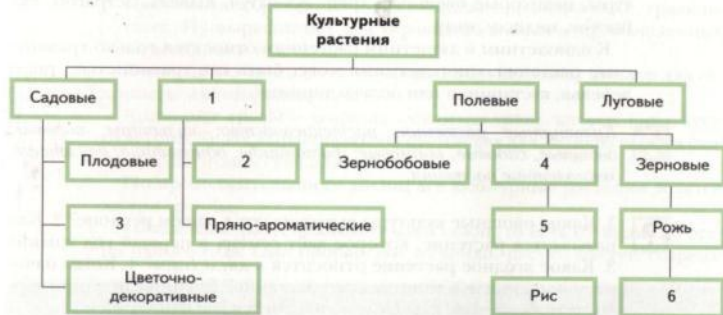 Культурные
растения
Садовые
1
Полевые
Луговые
Плодовые
2
Зернобобовые
4
Зерновые
3
Пряно-ароматические
5
Рожь
Цветочно-
декоративные
Рис
6